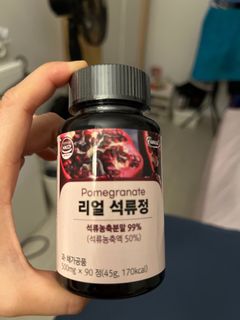 Pomegranate
리얼 석류정
석류농축분말 99%
(석류농축액 50%)
과·채가공품
500mg × 90 정(45g, 170kcal)